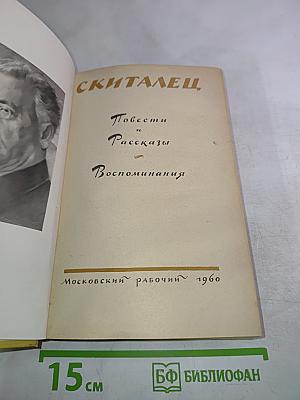 СКИТАЛЕЦ
Повести
и
Рассказы
Воспоминания
МОСКОВСКИЙ РАБОЧИЙ 1960
15 см
БФ БИБЛИОФАН